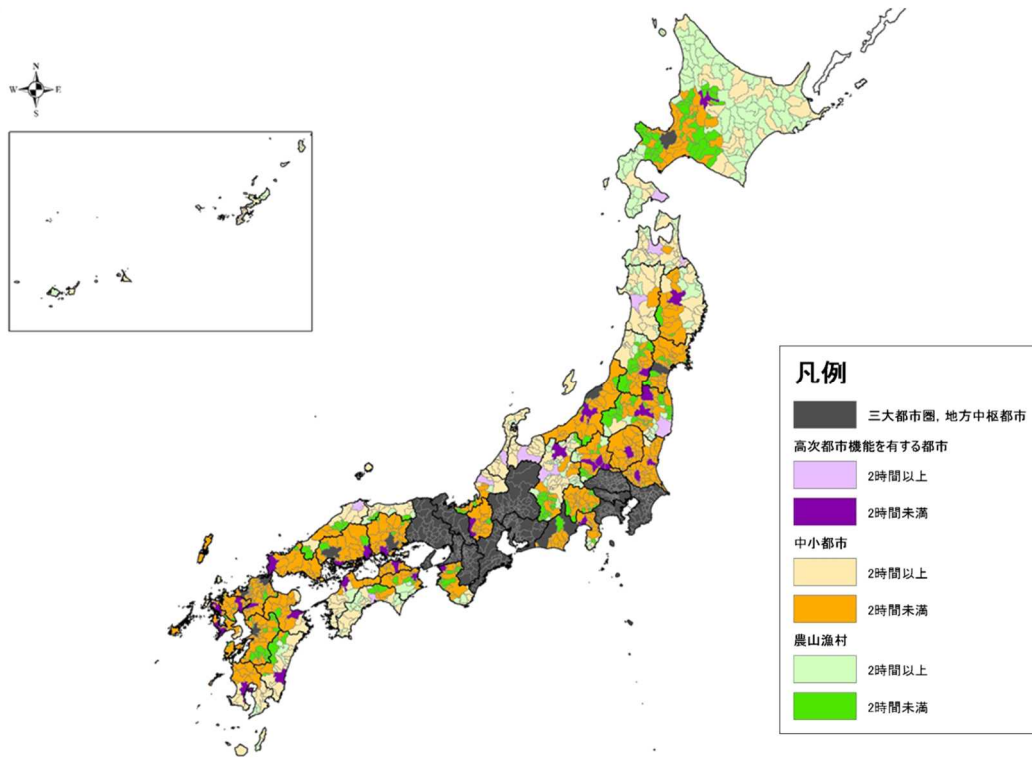 N
W
E
S
凡例
三大都市圏, 地方中枢都市
高次都市機能を有する都市
2時間以上
2時間未満
中小都市
2時間以上
2時間未満
農山漁村
2時間以上
2時間未満